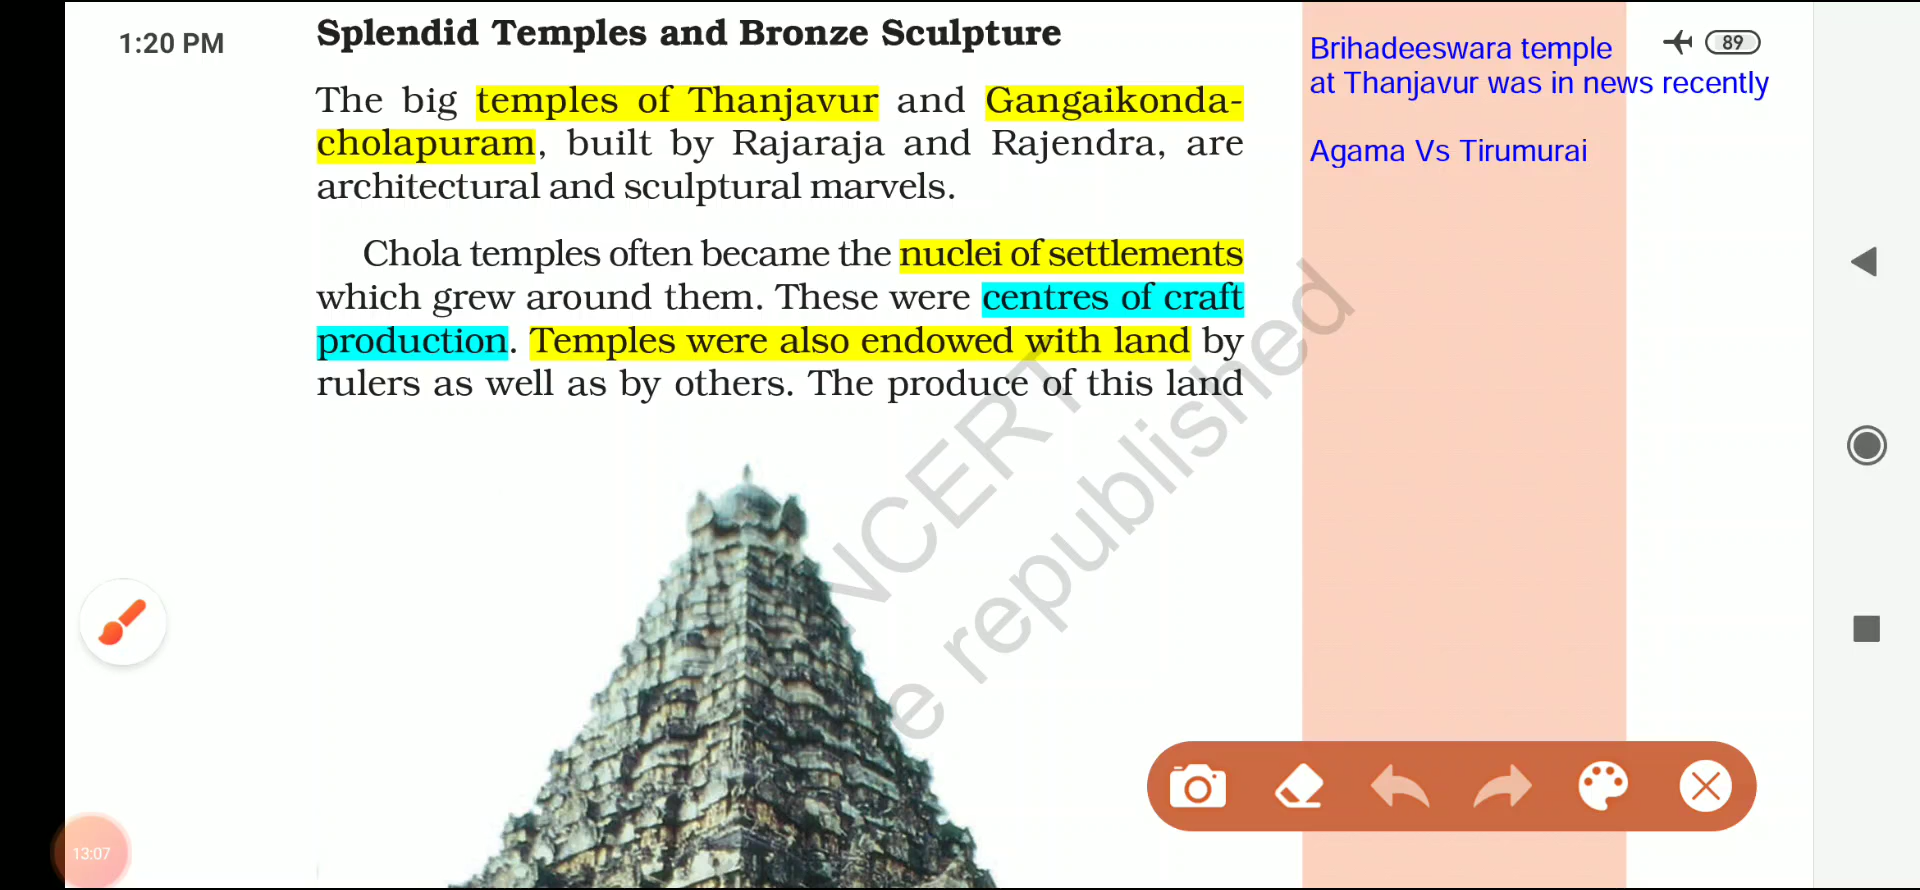 1:20 PM
89
Splendid Temples and Bronze Sculpture
The big temples of Thanjavur and Gangaikonda-
cholapuram, built by Rajaraja and Rajendra, are
architectural and sculptural marvels.
Chola temples often became the nuclei of settlements
which grew around them. These were centres of craft
production. Temples were also endowed with land by
rulers as well as by others. The produce of this land
Brihadeeswara temple
at Thanjavur was in news recently
Agama Vs Tirumurai
NCERT
e republished
13:07